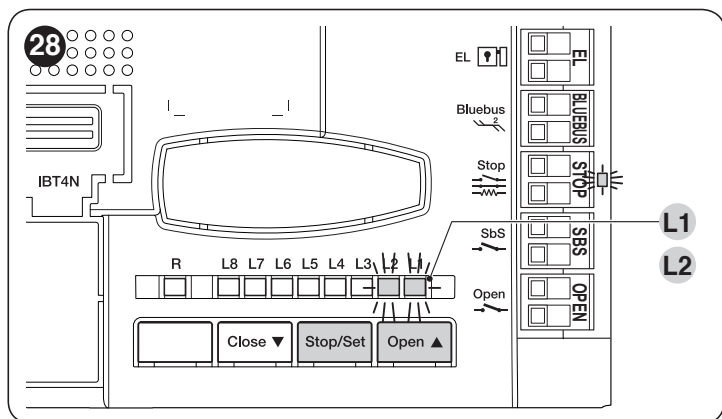 28
EL
EL
Bluebus
2
BLUEBUS
IBT4N
Stop
STOP
L1
SbS
SBS
L2
R L8 L7 L6 L5 L4 L3 L2 L1
Open
OPEN
Close ▼ Stop/Set Open ▲